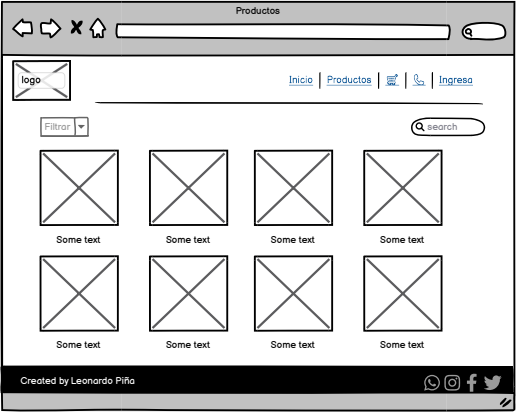 Productos
logo
Inicio Productos Ingresa
Filtrar
search
Some text Some text Some text Some text
Some text Some text Some text Some text
Created by Leonardo Piña